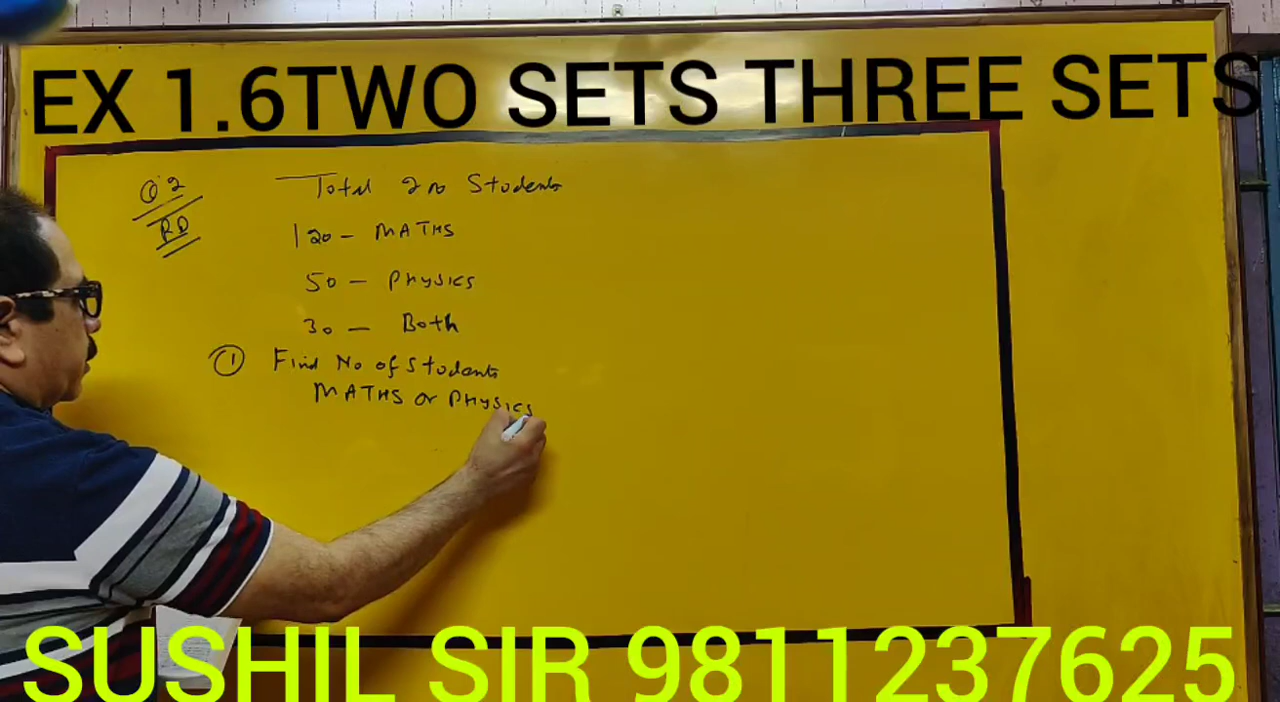 EX 1.6TWO SETS THREE SETS
Q 2
RD
Total 200 Students
120 - MATHS
50 - PHYSICS
30 - Both
① Find No of Students
MATHS or PHYSICS
SUSHIL SIR 9811237625